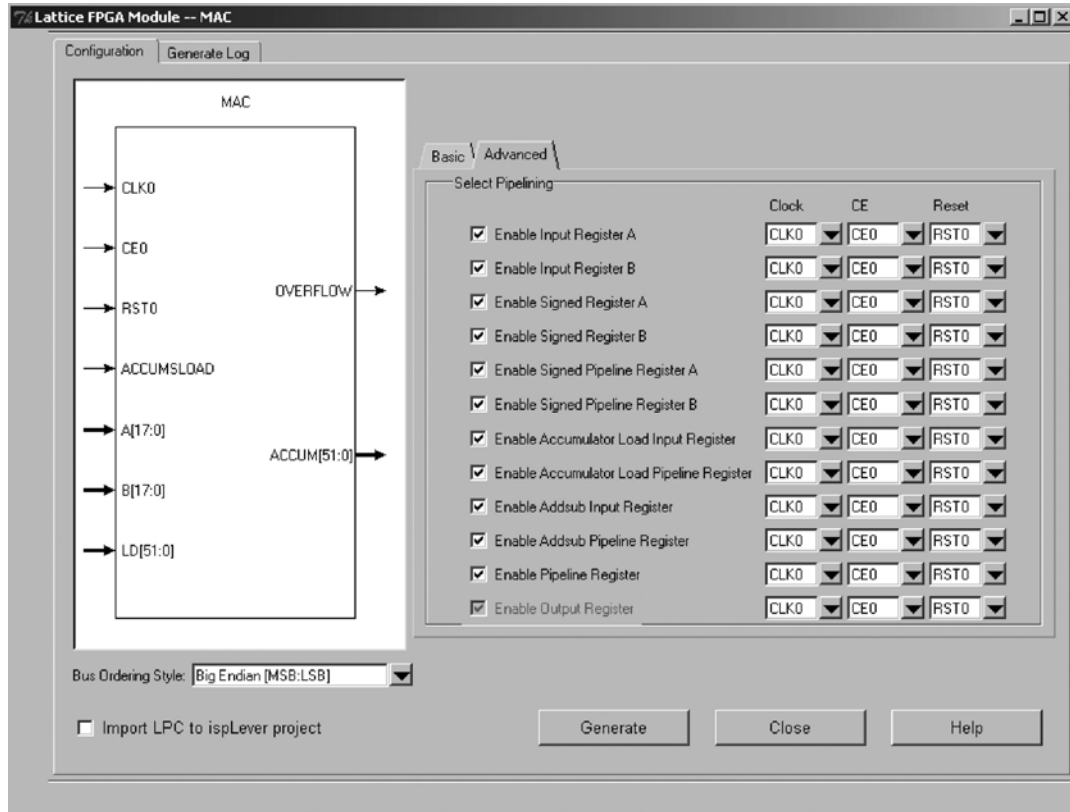 Lattice FPGA Module -- MAC
Configuration Generate Log
MAC
CLK0
CE0
RST0
ACCUMSLOAD
A[17:0]
B[17:0]
LD[51:0]
OVERFLOW
ACCUM[51:0]
Basic Advanced
Select Pipelining
Clock CE Reset
Enable Input Register A CLK0 CE0 RST0
Enable Input Register B CLK0 CE0 RST0
Enable Signed Register A CLK0 CE0 RST0
Enable Signed Register B CLK0 CE0 RST0
Enable Signed Pipeline Register A CLK0 CE0 RST0
Enable Signed Pipeline Register B CLK0 CE0 RST0
Enable Accumulator Load Input Register CLK0 CE0 RST0
Enable Accumulator Load Pipeline Register CLK0 CE0 RST0
Enable Addsub Input Register CLK0 CE0 RST0
Enable Addsub Pipeline Register CLK0 CE0 RST0
Enable Pipeline Register CLK0 CE0 RST0
Enable Output Register CLK0 CE0 RST0
Bus Ordering Style: Big Endian [MSB:LSB]
Import LPC to ispLever project
Generate Close Help